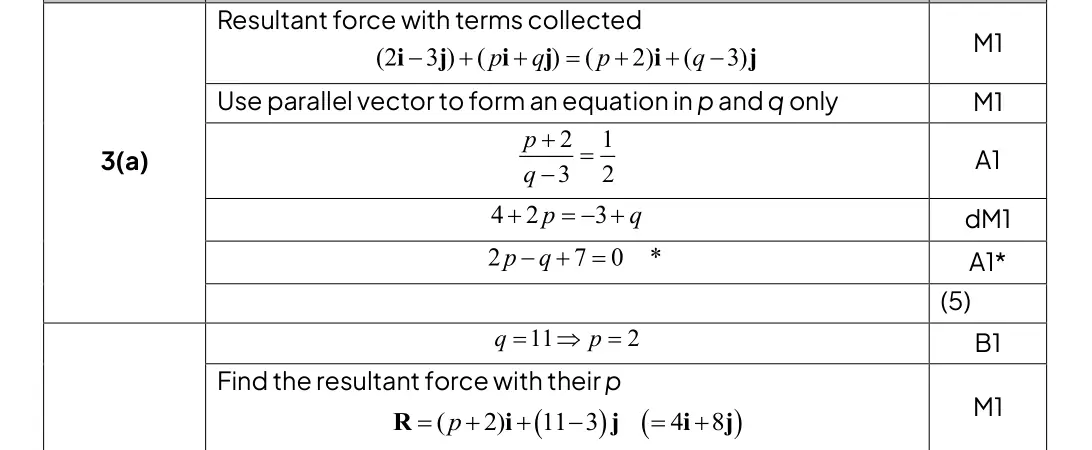 Resultant force with terms collected
(2i−3j)+(pi+qj)=(p+2)i+(q−3)j
M1
Use parallel vector to form an equation in p and q only
M1
3(a)
(p+2)/(q−3)=1/2
A1
4+2p=−3+q
dM1
2p−q+7=0 *
A1*
(5)
q=11⇒p=2
B1
Find the resultant force with their p
R=(p+2)i+(11−3)j (=4i+8j)
M1